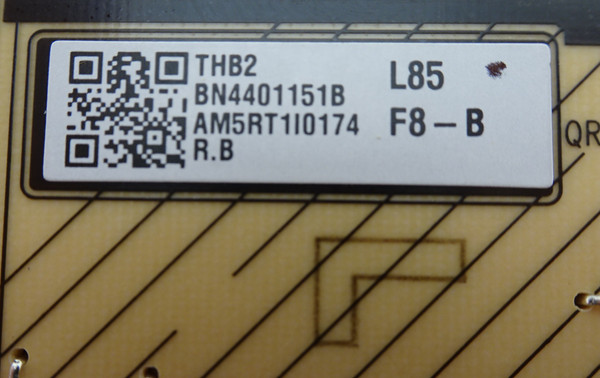 THB2
BN4401151B
AM5RT1I0174
R.B
L85
F8-B
QR